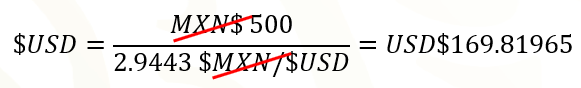 $USD = MXN$ 500 / 2.9443 $MXN/$USD = USD$169.81965